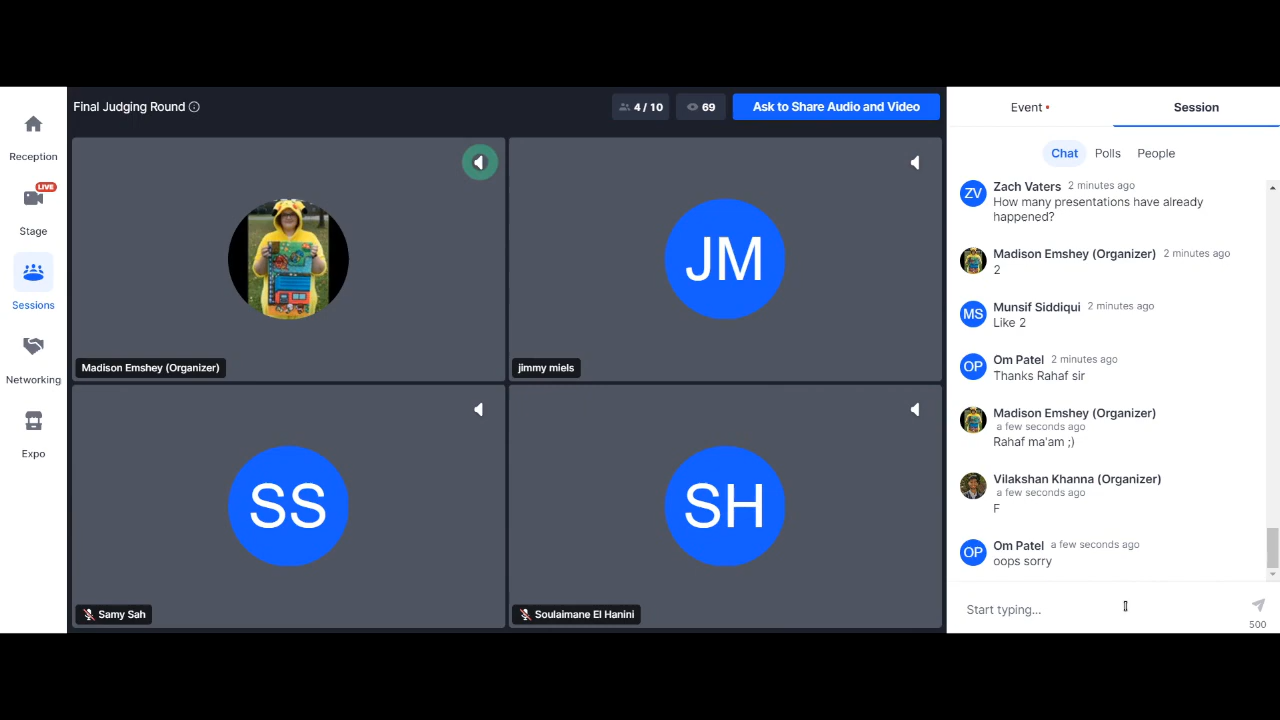 Final Judging Round
4 / 10
69
Ask to Share Audio and Video
Reception
LIVE
Stage
Sessions
Networking
Expo
Madison Emshey (Organizer)
JM
jimmy miels
SS
Samy Sah
SH
Soulaimane El Hanini
Event
Session
Chat
Polls
People
ZV
Zach Vaters 2 minutes ago
How many presentations have already
happened?
Madison Emshey (Organizer) 2 minutes ago
2
MS
Munsif Siddiqui 2 minutes ago
Like 2
OP
Om Patel 2 minutes ago
Thanks Rahaf sir
Madison Emshey (Organizer)
a few seconds ago
Rahaf ma'am ;)
Vilakshan Khanna (Organizer)
a few seconds ago
F
OP
Om Patel a few seconds ago
oops sorry
Start typing...
500